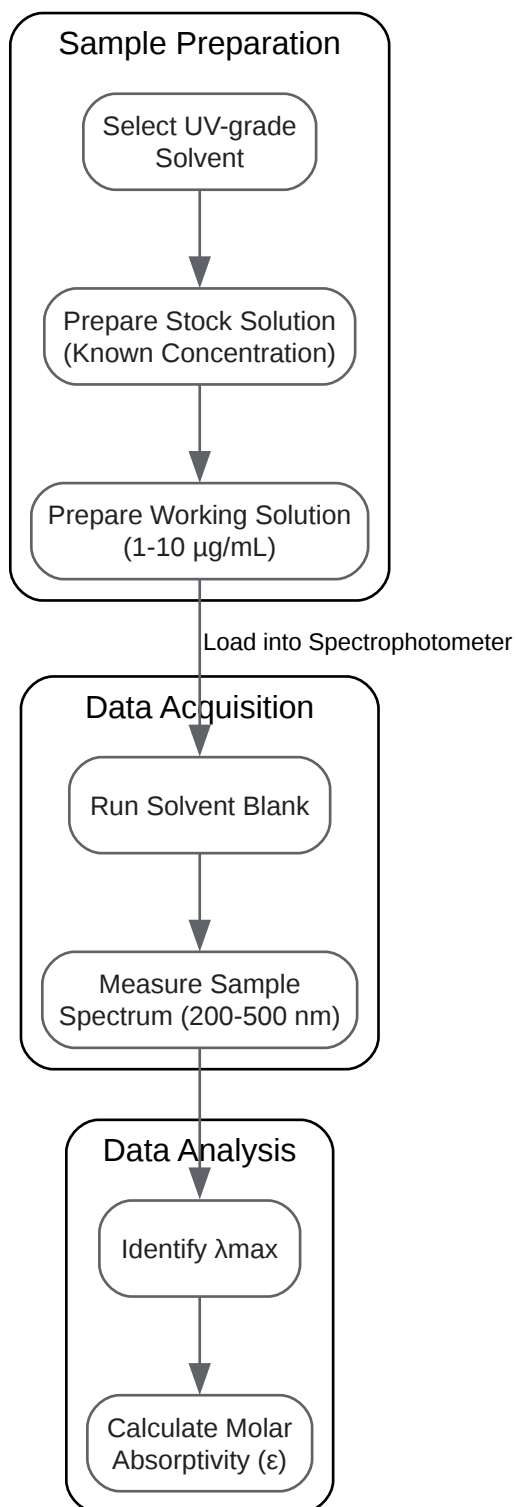 Sample Preparation
Select UV-grade
Solvent
Prepare Stock Solution
(Known Concentration)
Prepare Working Solution
(1-10 µg/mL)
Load into Spectrophotometer
Data Acquisition
Run Solvent Blank
Measure Sample
Spectrum (200-500 nm)
Data Analysis
Identify λmax
Calculate Molar
Absorptivity (ε)